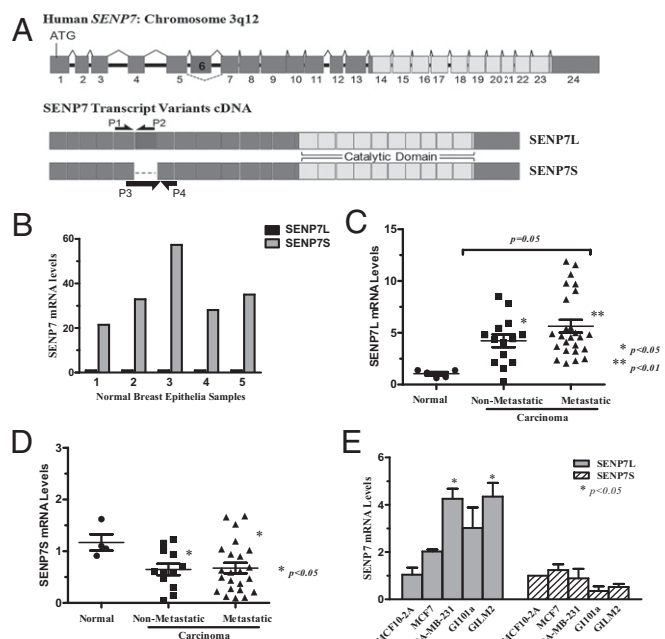 A
Human SENP7: Chromosome 3q12
ATG
6
1 2 3 4 5 7 8 9 10 11 12 13 14 15 16 17 18 19 20 21 22 23 24
SENP7 Transcript Variants cDNA
P1 P2
SENP7L
Catalytic Domain
SENP7S
P3 P4
B
SENP7L
SENP7S
SENP 7 mRNA levels
60
40
20
0
1 2 3 4 5
Normal Breast Epithelia Samples
C
SENP7L mRNA Levels
15
10
5
0
p=0.05
*
**
* p<0.05
** p<0.01
Normal Non-Metastatic Metastatic
Carcinoma
D
SENP7S mRNA Levels
3
2
1
0
*
*
* p<0.05
Normal Non-Metastatic Metastatic
Carcinoma
E
SENP 7 mRNA Levels
6
4
2
0
* *
SENP7L
SENP7S
* p<0.05
MCF10-2A MCF7 GI101a GILM2
MCF10-2A MCF7 GI101a GILM2